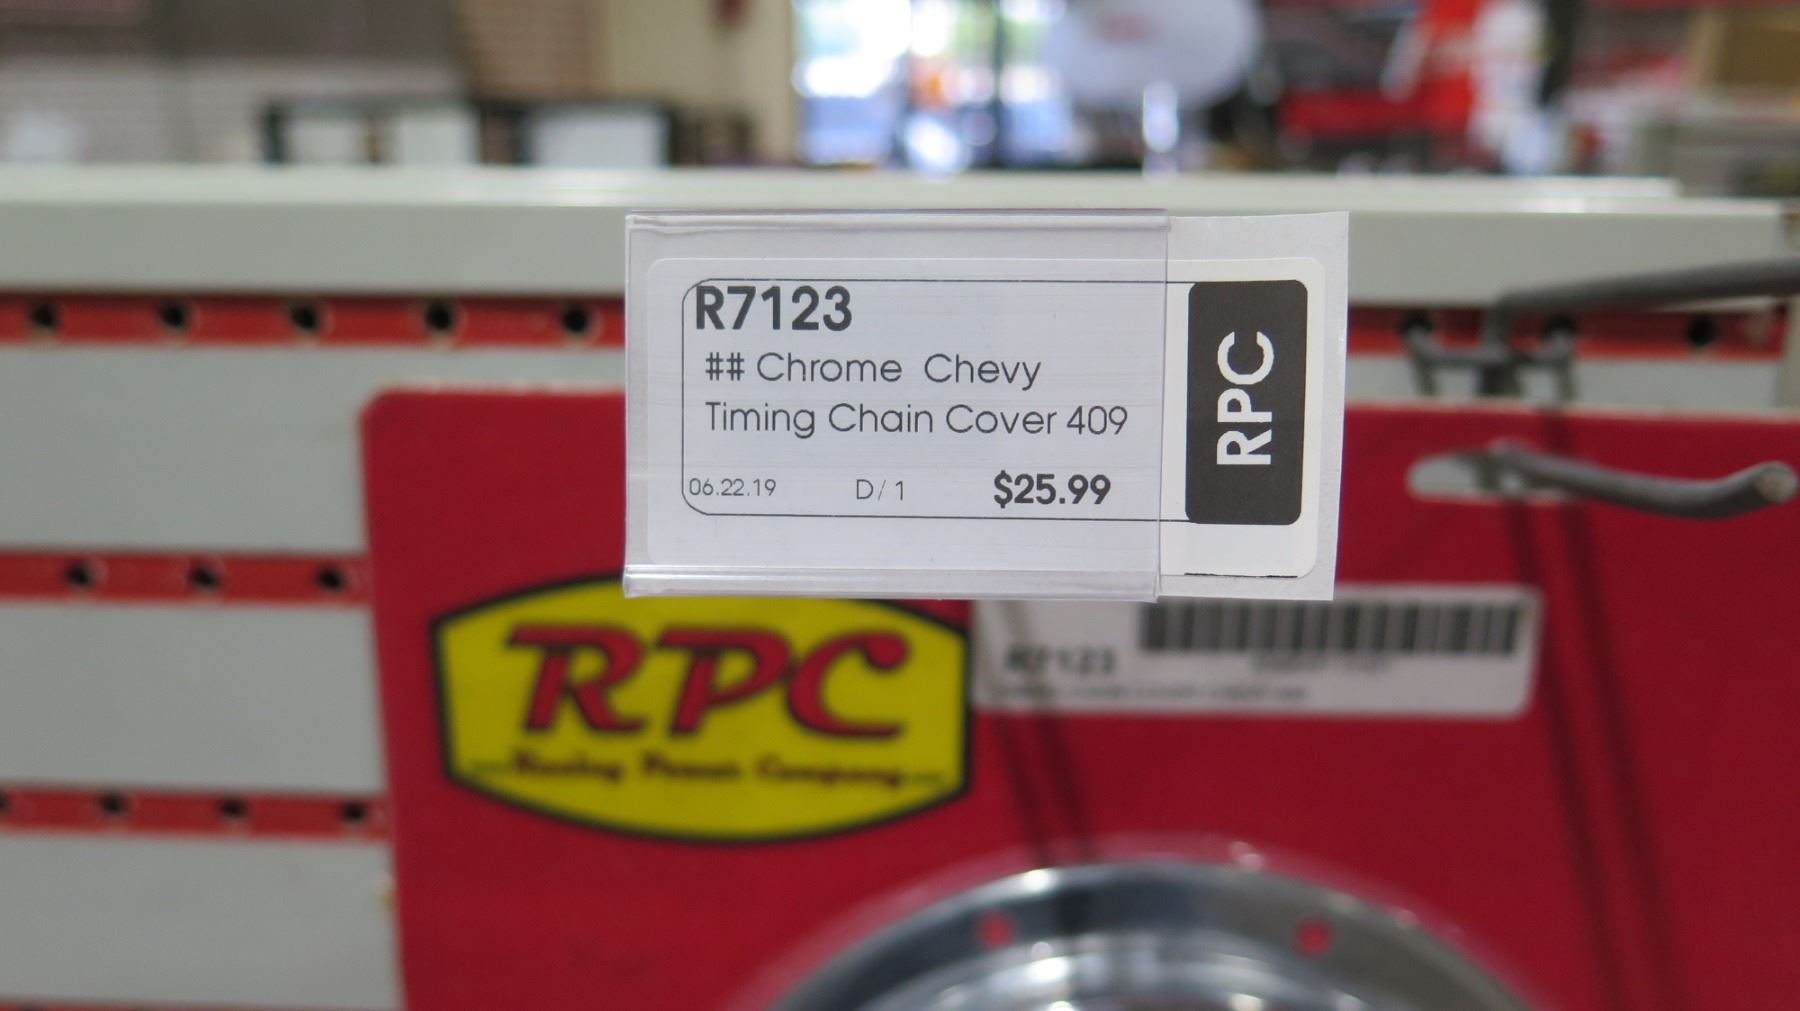 R7123
## Chrome Chevy
Timing Chain Cover 409
06.22.19 D/1 $25.99
RPC
RPC
Racing Power Company
R7123